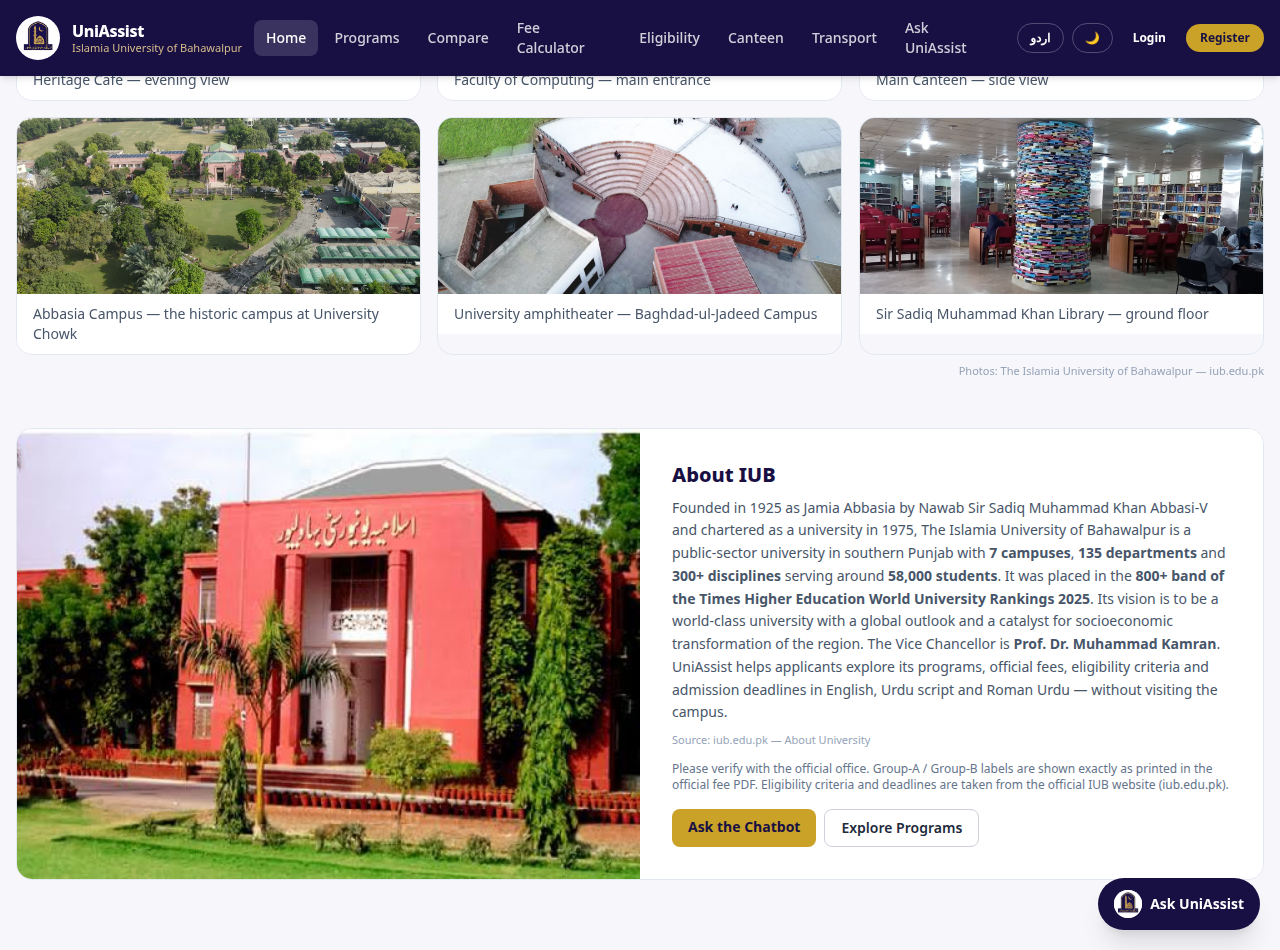 UniAssist
Islamia University of Bahawalpur
Home
Programs
Compare
Fee
Calculator
Eligibility
Canteen
Transport
Ask
UniAssist
اردو
Login
Register
Heritage Cafe — evening view
Faculty of Computing — main entrance
Main Canteen — side view
Abbasia Campus — the historic campus at University
Chowk
University amphitheater — Baghdad-ul-Jadeed Campus
Sir Sadiq Muhammad Khan Library — ground floor
Photos: The Islamia University of Bahawalpur — iub.edu.pk
اسلامیہ یونیورسٹی بہاولپور
About IUB
Founded in 1925 as Jamia Abbasia by Nawab Sir Sadiq Muhammad Khan Abbasi-V
and chartered as a university in 1975, The Islamia University of Bahawalpur is a
public-sector university in southern Punjab with 7 campuses, 135 departments and
300+ disciplines serving around 58,000 students. It was placed in the 800+ band of
the Times Higher Education World University Rankings 2025. Its vision is to be a
world-class university with a global outlook and a catalyst for socioeconomic
transformation of the region. The Vice Chancellor is Prof. Dr. Muhammad Kamran.
UniAssist helps applicants explore its programs, official fees, eligibility criteria and
admission deadlines in English, Urdu script and Roman Urdu — without visiting the
campus.
Source: iub.edu.pk — About University
Please verify with the official office. Group-A / Group-B labels are shown exactly as printed in the
official fee PDF. Eligibility criteria and deadlines are taken from the official IUB website (iub.edu.pk).
Ask the Chatbot
Explore Programs
Ask UniAssist